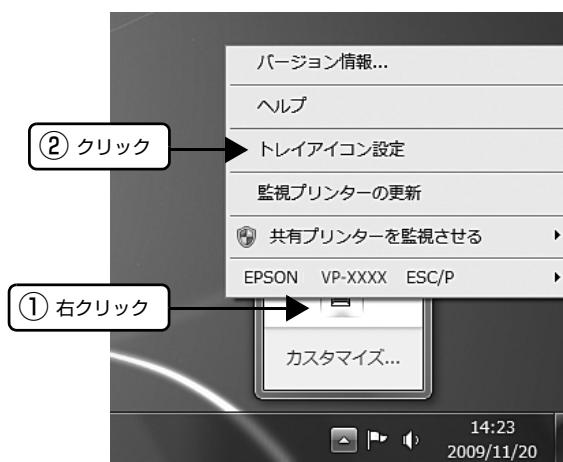 バージョン情報...
ヘルプ
② クリック
トレイアイコン設定
監視プリンターの更新
共有プリンターを監視させる
EPSON VP-XXXX ESC/P
① 右クリック
カスタマイズ...
14:23
2009/11/20